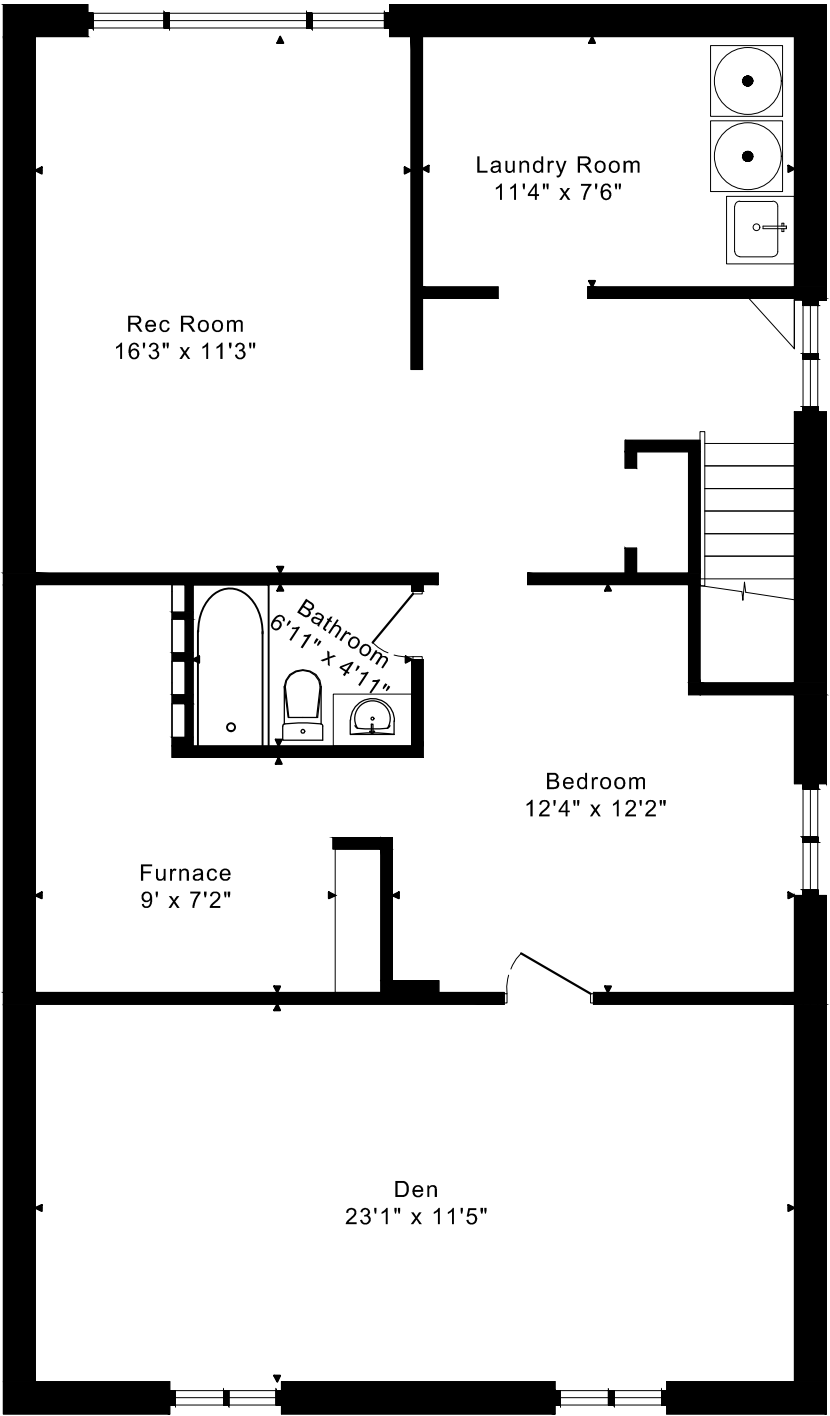 Laundry Room
11'4" x 7'6"
Rec Room
16'3" x 11'3"
Bathroom
6'11" x 4'11"
Bedroom
12'4" x 12'2"
Furnace
9' x 7'2"
Den
23'1" x 11'5"